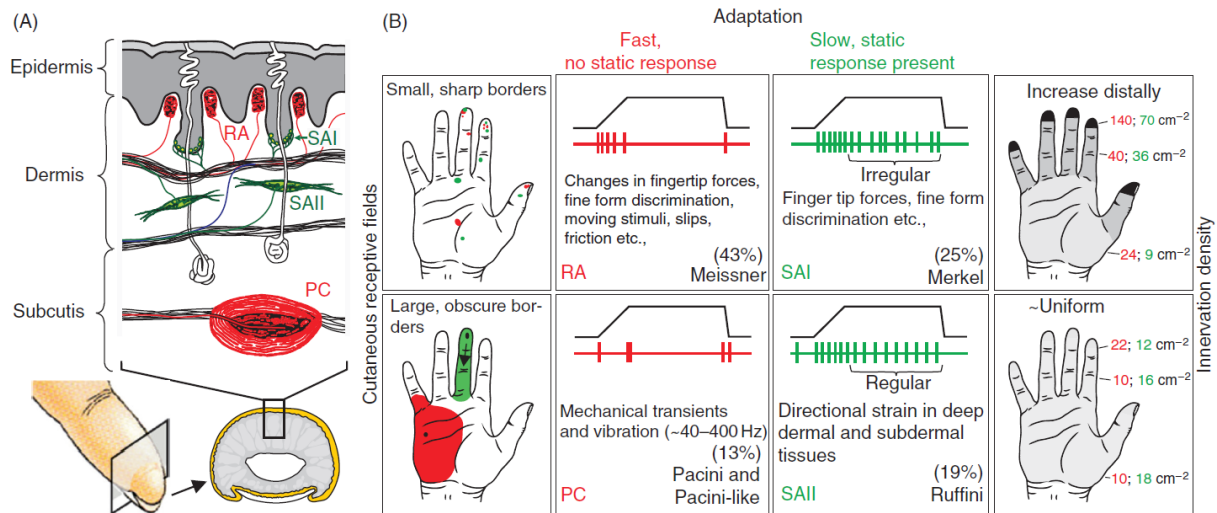 (A)
Epidermis
Dermis
Subcutis
RA
SAI
SAII
PC
(B)
Adaptation
Fast,
no static response
Slow, static
response present
Cutaneous receptive fields
Small, sharp borders
Changes in fingertip forces,
fine form discrimination,
moving stimuli, slips,
friction etc.,
(43%)
RA
Meissner
Irregular
Finger tip forces, fine form
discrimination etc.,
(25%)
SAI
Merkel
Increase distally
140; 70 cm⁻²
40; 36 cm⁻²
24; 9 cm⁻²
Large, obscure bor-
ders
Mechanical transients
and vibration (~40–400 Hz)
(13%)
Pacini and
PC
Pacini-like
Regular
Directional strain in deep
dermal and subdermal
tissues
(19%)
SAII
Ruffini
~Uniform
22; 12 cm⁻²
10; 16 cm⁻²
10; 18 cm⁻²
Innervation density